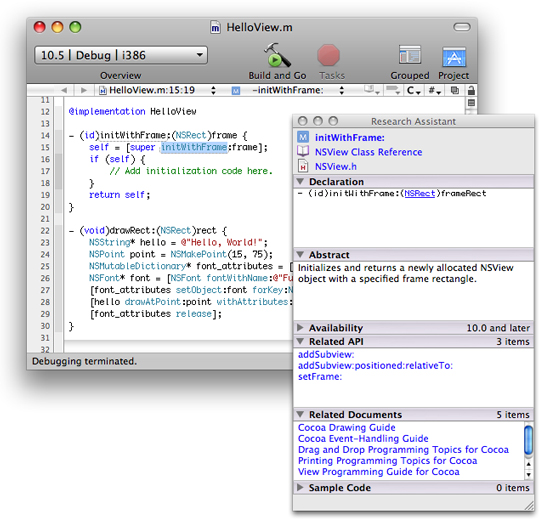 HelloView.m
10.5 | Debug | i386
Overview
Build and Go
Tasks
Grouped
Project
HelloView.m:15:19
M -initWithFrame:
C
#
11
12 @implementation HelloView
13
14 - (id)initWithFrame:(NSRect)frame {
15 self = [super initWithFrame:frame];
16 if (self) {
17 // Add initialization code here.
18 }
19 return self;
20 }
21
22 - (void)drawRect:(NSRect)rect {
23 NSString* hello = @"Hello, World!";
24 NSPoint point = NSMakePoint(15, 75);
25 NSMutableDictionary* font_attributes = [
26 NSFont* font = [NSFont fontWithName:@"Fu
27 [font_attributes setObject:font forKey:N
28 [hello drawAtPoint:point withAttributes:
29 [font_attributes release];
30 }
31
32
Debugging terminated.
Research Assistant
M initWithFrame:
NSView Class Reference
NSView.h
Declaration
- (id)initWithFrame:(NSRect)frameRect
Abstract
Initializes and returns a newly allocated NSView
object with a specified frame rectangle.
Availability 10.0 and later
Related API 3 items
addSubview:
addSubview:positioned:relativeTo:
setFrame:
Related Documents 5 items
Cocoa Drawing Guide
Cocoa Event-Handling Guide
Drag and Drop Programming Topics for Cocoa
Printing Programming Topics for Cocoa
View Programming Guide for Cocoa
Sample Code 0 items